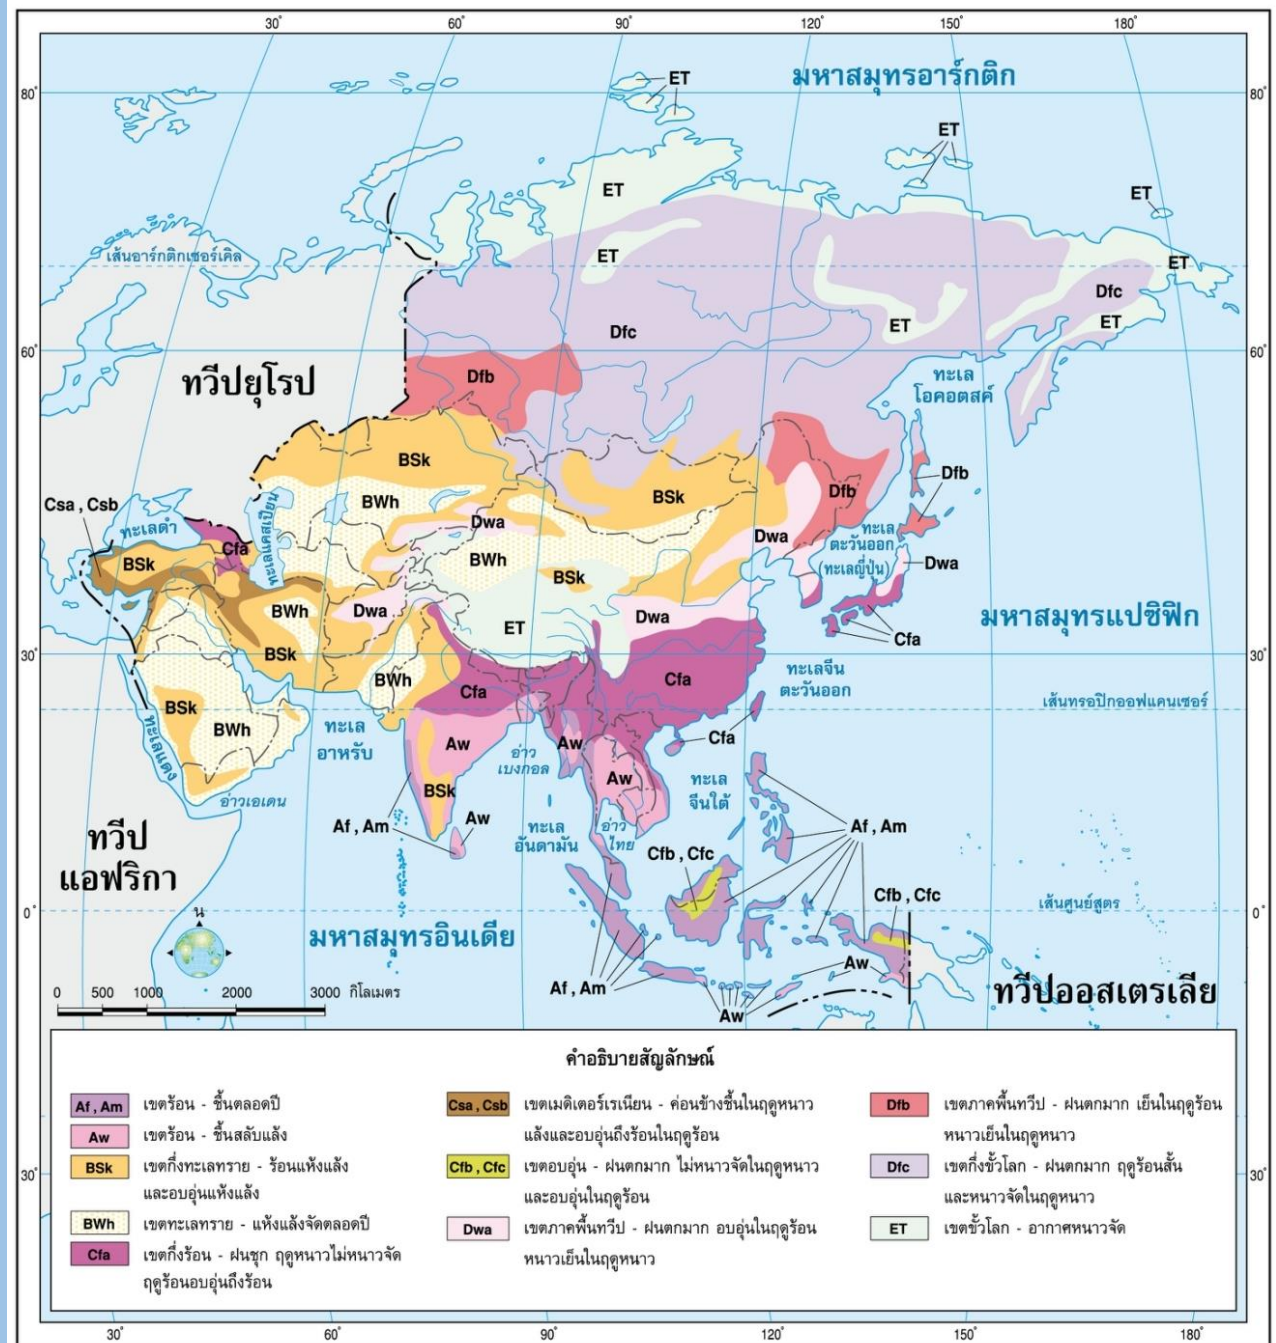 30° 60° 90° 120° 150° 180°
มหาสมุทรอาร์กติก
ET
80° 80°
ET
ET
ET
ET
เส้นอาร์กติกเซอร์เคิล
ET
Dfc
ET
ET
Dfc
60° 60°
ทวีปยุโรป
Dfb
ทะเล
โอคอตสค์
BSk
Dfb
Dfb
BWh
BSk
Csa , Csb
ทะเลดำ
ทะเลแคสเปียน
Dwa
Dwa
ทะเล
ตะวันออก
(ทะเลญี่ปุ่น)
Cfa
BSk
BWh
BSk
Dwa
BWh
Dwa
Dwa
มหาสมุทรแปซิฟิก
ET
Cfa
30° 30°
BSk
BWh
Cfa
Cfa
ทะเลจีน
ตะวันออก
เส้นทรอปิกออฟแคนเซอร์
BSk
BWh
ทะเลแดง
ทะเล
อาหรับ
Aw
อ่าว
เบงกอล
Aw
Cfa
Aw
ทะเล
จีนใต้
BSk
อ่าวเอเดน
Af , Am
Aw
ทะเล
อันดามัน
อ่าว
ไทย
Af , Am
ทวีป
แอฟริกา
Cfb , Cfc
Cfb , Cfc
0° 0°
เส้นศูนย์สูตร
น
มหาสมุทรอินเดีย
Aw
Af , Am
Aw
ทวีปออสเตรเลีย
0 500 1000 2000 3000 กิโลเมตร
คำอธิบายสัญลักษณ์
Af , Am เขตร้อน - ชื้นตลอดปี
Aw เขตร้อน - ชื้นสลับแล้ง
BSk เขตกึ่งทะเลทราย - ร้อนแห้งแล้ง
และอบอุ่นแห้งแล้ง
BWh เขตทะเลทราย - แห้งแล้งจัดตลอดปี
Cfa เขตกึ่งร้อน - ฝนชุก ฤดูหนาวไม่หนาวจัด
ฤดูร้อนอบอุ่นถึงร้อน
Csa , Csb เขตเมดิเตอร์เรเนียน - ค่อนข้างชื้นในฤดูหนาว
แล้งและอบอุ่นถึงร้อนในฤดูร้อน
Cfb , Cfc เขตอบอุ่น - ฝนตกมาก ไม่หนาวจัดในฤดูหนาว
และอบอุ่นในฤดูร้อน
Dwa เขตภาคพื้นทวีป - ฝนตกมาก อบอุ่นในฤดูร้อน
หนาวเย็นในฤดูหนาว
Dfb เขตภาคพื้นทวีป - ฝนตกมาก เย็นในฤดูร้อน
หนาวเย็นในฤดูหนาว
Dfc เขตกึ่งขั้วโลก - ฝนตกมาก ฤดูร้อนสั้น
และหนาวจัดในฤดูหนาว
ET เขตขั้วโลก - อากาศหนาวจัด
30° 30°
30° 60° 90° 120° 150° 180°